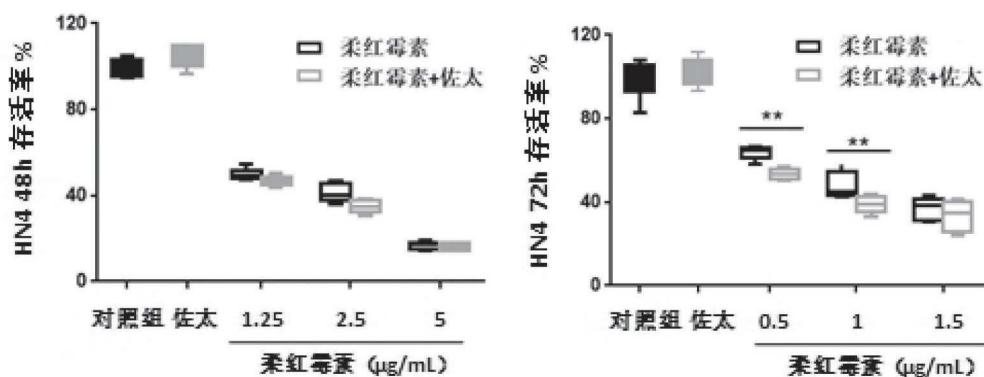 HN4 48h 存活率%
120
80
40
0
柔红霉素
柔红霉素+佐太
对照组 佐太
1.25
2.5
5
柔红霉素（μg/mL）
HN4 72h 存活率%
120
80
40
0
柔红霉素
柔红霉素+佐太
**
**
对照组 佐太
0.5
1
1.5
柔红霉素（μg/mL）